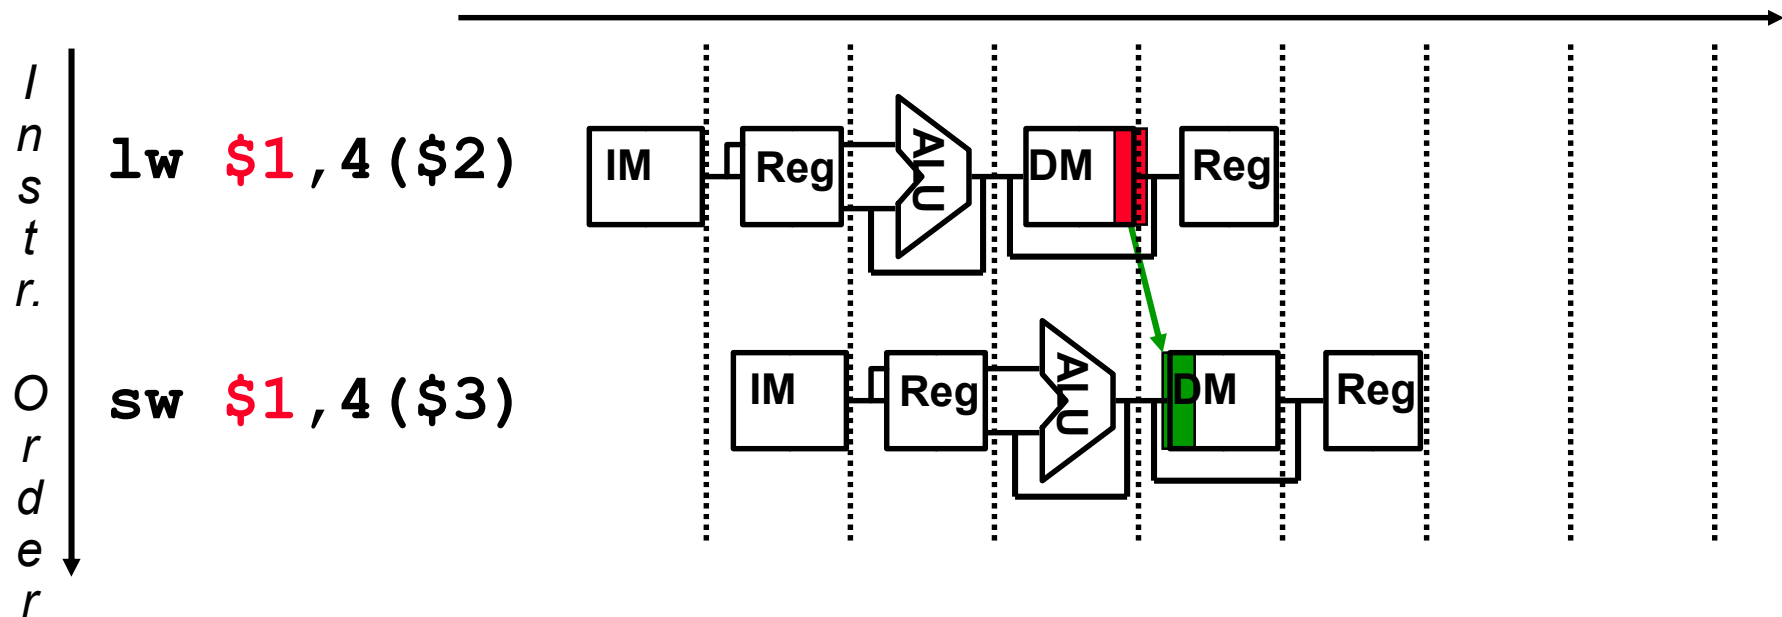 Instr. Order
lw $1,4($2)
IM Reg ALU DM Reg
sw $1,4($3)
IM Reg ALU DM Reg